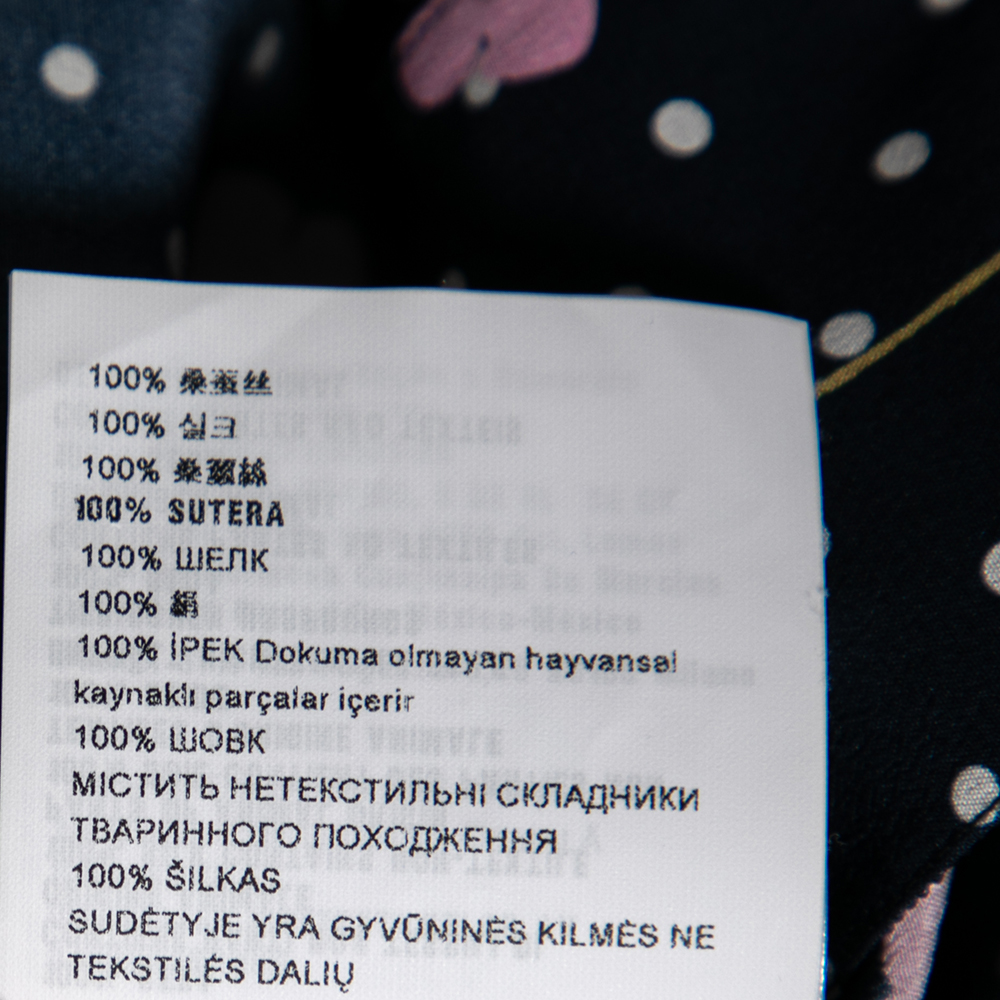 100% 桑蚕丝
100% 실크
100% 桑蠶絲
100% SUTERA
100% ШЕЛК
100% 絹
100% İPEK Dokuma olmayan hayvansal
kaynaklı parçalar içerir
100% ШОВК
МІСТИТЬ НЕТЕКСТИЛЬНІ СКЛАДНИКИ
ТВАРИННОГО ПОХОДЖЕННЯ
100% ŠILKAS
SUDĖTYJE YRA GYVŪNINĖS KILMĖS NE
TEKSTILĖS DALIŲ